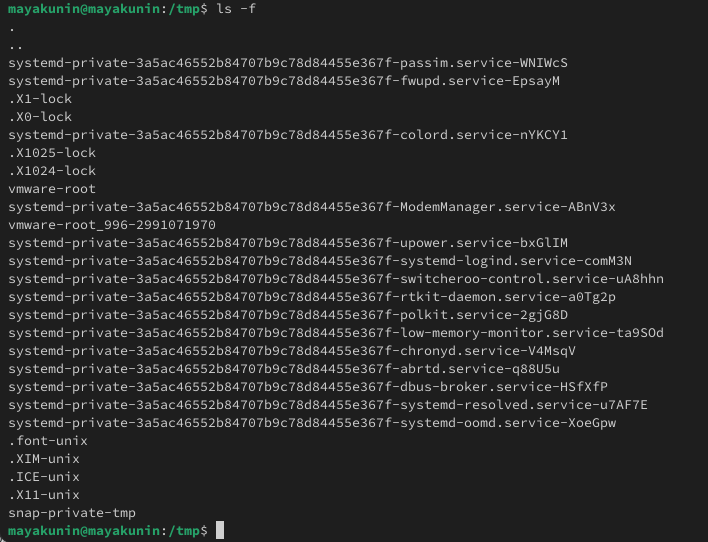 mayakunin@mayakunin:/tmp$ ls -f
.
..
systemd-private-3a5ac46552b84707b9c78d84455e367f-passim.service-WNIWcS
systemd-private-3a5ac46552b84707b9c78d84455e367f-fwupd.service-EpsayM
.X1-lock
.X0-lock
systemd-private-3a5ac46552b84707b9c78d84455e367f-colord.service-nYKCY1
.X1025-lock
.X1024-lock
vmware-root
systemd-private-3a5ac46552b84707b9c78d84455e367f-ModemManager.service-ABnV3x
vmware-root_996-2991071970
systemd-private-3a5ac46552b84707b9c78d84455e367f-upower.service-bxGlIM
systemd-private-3a5ac46552b84707b9c78d84455e367f-systemd-logind.service-comM3N
systemd-private-3a5ac46552b84707b9c78d84455e367f-switcheroo-control.service-uA8hhn
systemd-private-3a5ac46552b84707b9c78d84455e367f-rtkit-daemon.service-a0Tg2p
systemd-private-3a5ac46552b84707b9c78d84455e367f-polkit.service-2gjG8D
systemd-private-3a5ac46552b84707b9c78d84455e367f-low-memory-monitor.service-ta9SOd
systemd-private-3a5ac46552b84707b9c78d84455e367f-chronyd.service-V4MsqV
systemd-private-3a5ac46552b84707b9c78d84455e367f-abrtd.service-q88U5u
systemd-private-3a5ac46552b84707b9c78d84455e367f-dbus-broker.service-HSfXfP
systemd-private-3a5ac46552b84707b9c78d84455e367f-systemd-resolved.service-u7AF7E
systemd-private-3a5ac46552b84707b9c78d84455e367f-systemd-oomd.service-XoeGpw
.font-unix
.XIM-unix
.ICE-unix
.X11-unix
snap-private-tmp
mayakunin@mayakunin:/tmp$